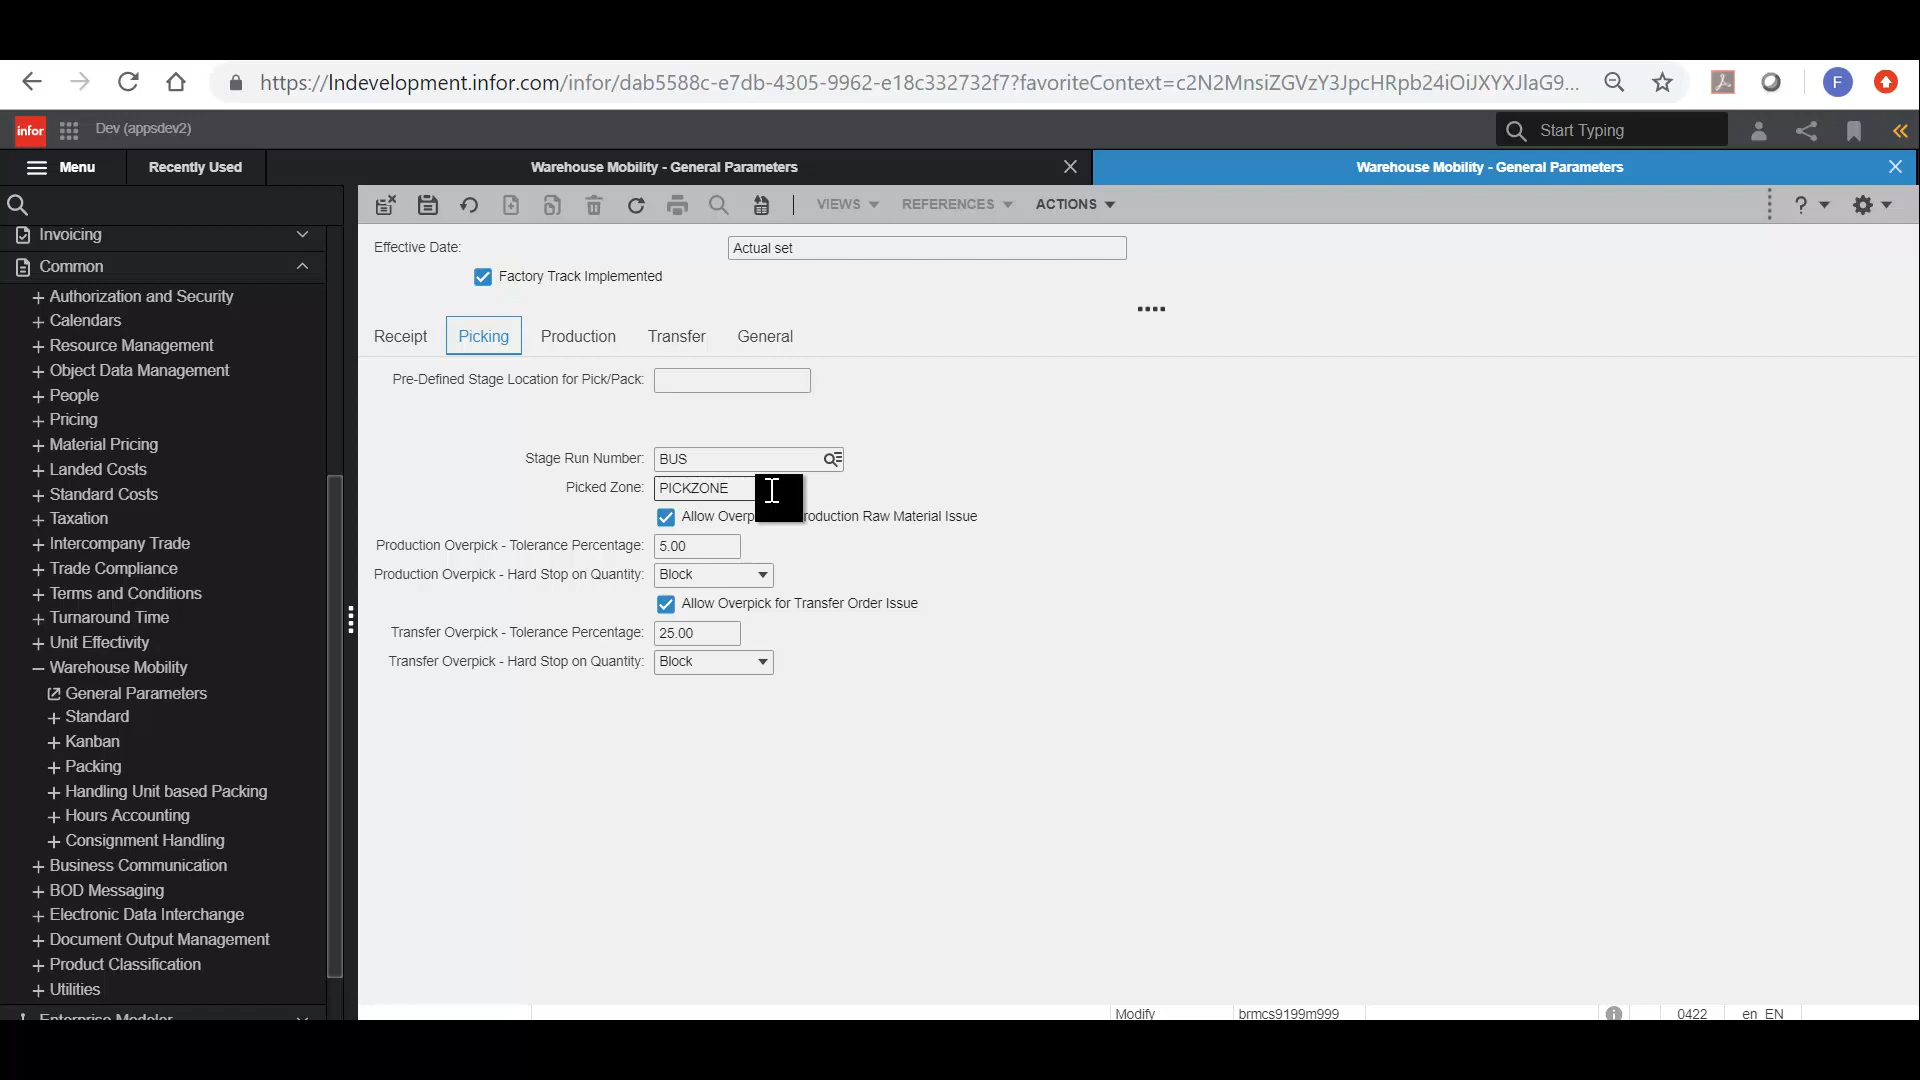 https://lndevelopment.infor.com/infor/dab5588c-e7db-4305-9962-e18c332732f7?favoriteContext=c2N2MnsiZGVzY3JpcHRpb24iOiJXYXJlaG9...
F
infor
Dev (appsdev2)
Start Typing
Menu
Recently Used
Warehouse Mobility - General Parameters
Warehouse Mobility - General Parameters
VIEWS
REFERENCES
ACTIONS
?
Invoicing
Common
Authorization and Security
Calendars
Resource Management
Object Data Management
People
Pricing
Material Pricing
Landed Costs
Standard Costs
Taxation
Intercompany Trade
Trade Compliance
Terms and Conditions
Turnaround Time
Unit Effectivity
Warehouse Mobility
General Parameters
Standard
Kanban
Packing
Handling Unit based Packing
Hours Accounting
Consignment Handling
Business Communication
BOD Messaging
Electronic Data Interchange
Document Output Management
Product Classification
Utilities
Enterprise Modeler
Effective Date: Actual set
Factory Track Implemented
Receipt
Picking
Production
Transfer
General
Pre-Defined Stage Location for Pick/Pack:
Stage Run Number: BUS
Picked Zone: PICKZONE
Allow Overp roduction Raw Material Issue
Production Overpick - Tolerance Percentage: 5.00
Production Overpick - Hard Stop on Quantity: Block
Allow Overpick for Transfer Order Issue
Transfer Overpick - Tolerance Percentage: 25.00
Transfer Overpick - Hard Stop on Quantity: Block
Modify
brmcs9199m999
0422
en_EN